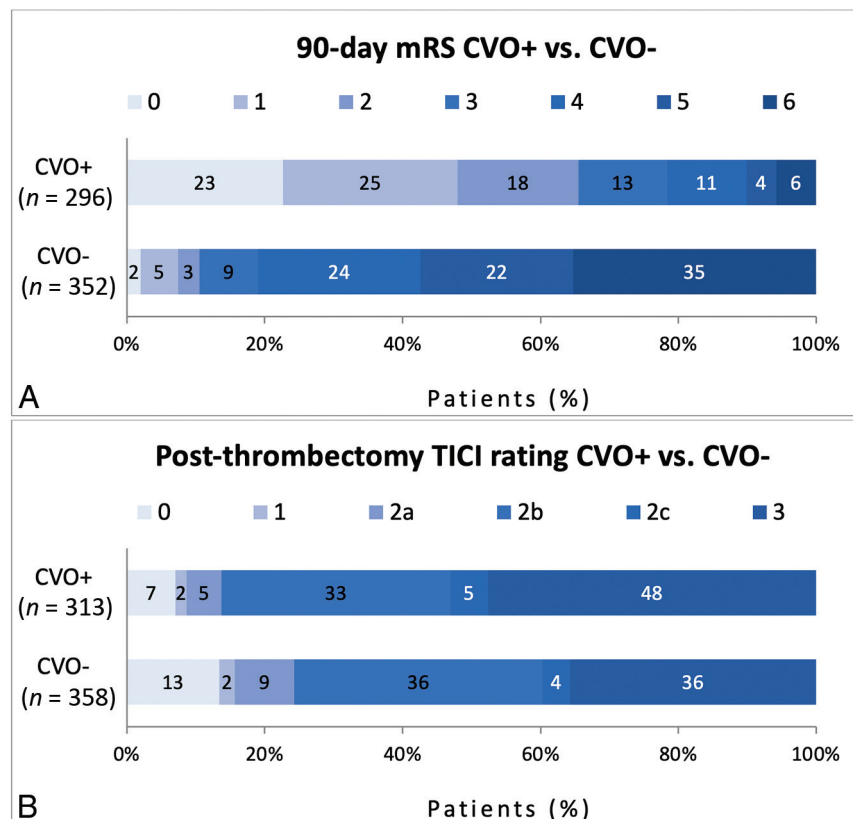 90-day mRS CVO+ vs. CVO-
0 1 2 3 4 5 6
CVO+
(n = 296)
23 25 18 13 11 4 6
CVO-
(n = 352)
2 5 3 9 24 22 35
0% 20% 40% 60% 80% 100%
Patients (%)
A
Post-thrombectomy TICI rating CVO+ vs. CVO-
0 1 2a 2b 2c 3
CVO+
(n = 313)
7 2 5 33 5 48
CVO-
(n = 358)
13 2 9 36 4 36
0% 20% 40% 60% 80% 100%
Patients (%)
B